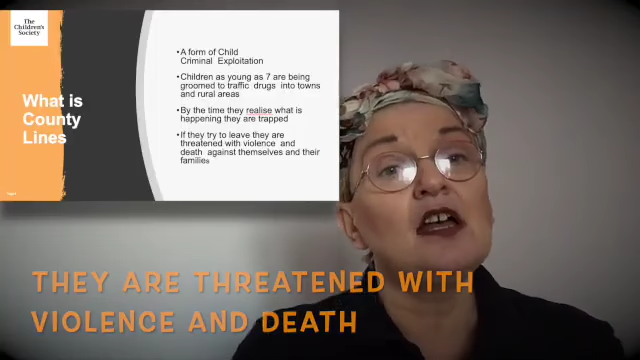 The
Children's
Society
What is
County
Lines
•A form of Child
Criminal Exploitation
•Children as young as 7 are being
groomed to traffic drugs into towns
and rural areas
•By the time they realise what is
happening they are trapped
•If they try to leave they are
threatened with violence and
death against themselves and their
families
THEY ARE THREATENED WITH
VIOLENCE AND DEATH